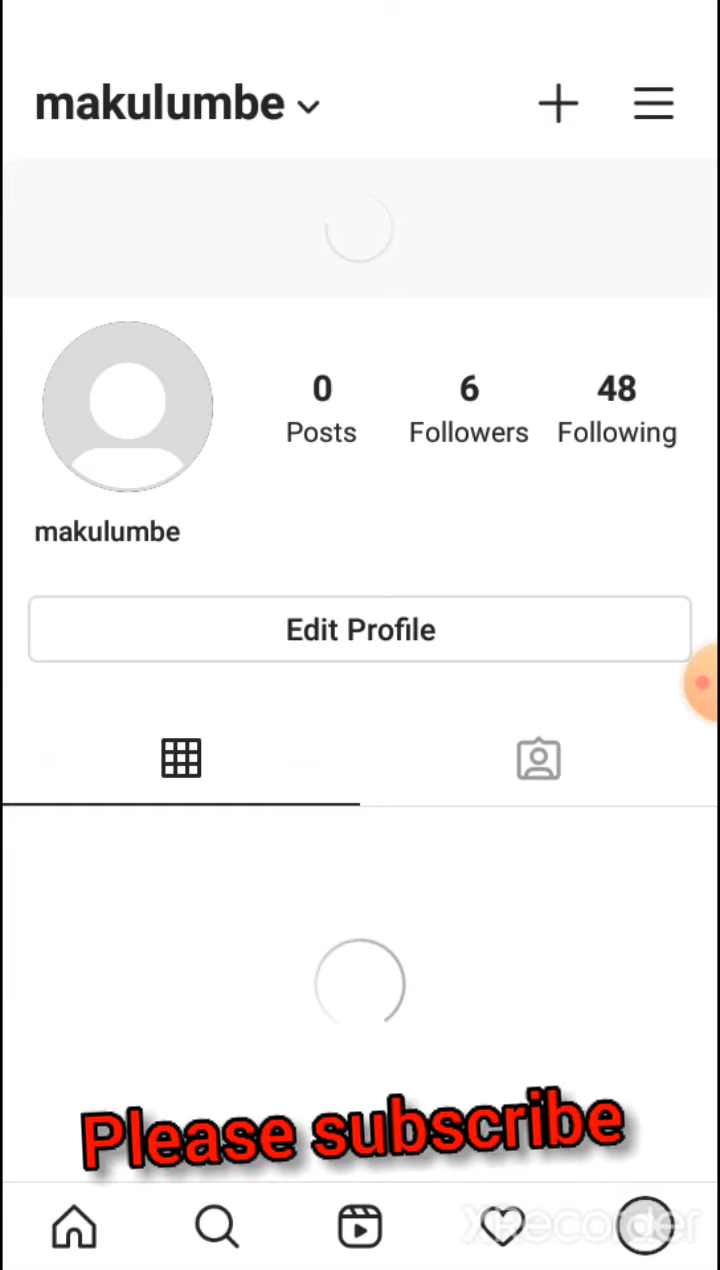 makulumbe
0 6 48
Posts Followers Following
makulumbe
Edit Profile
Please subscribe
XRecorder